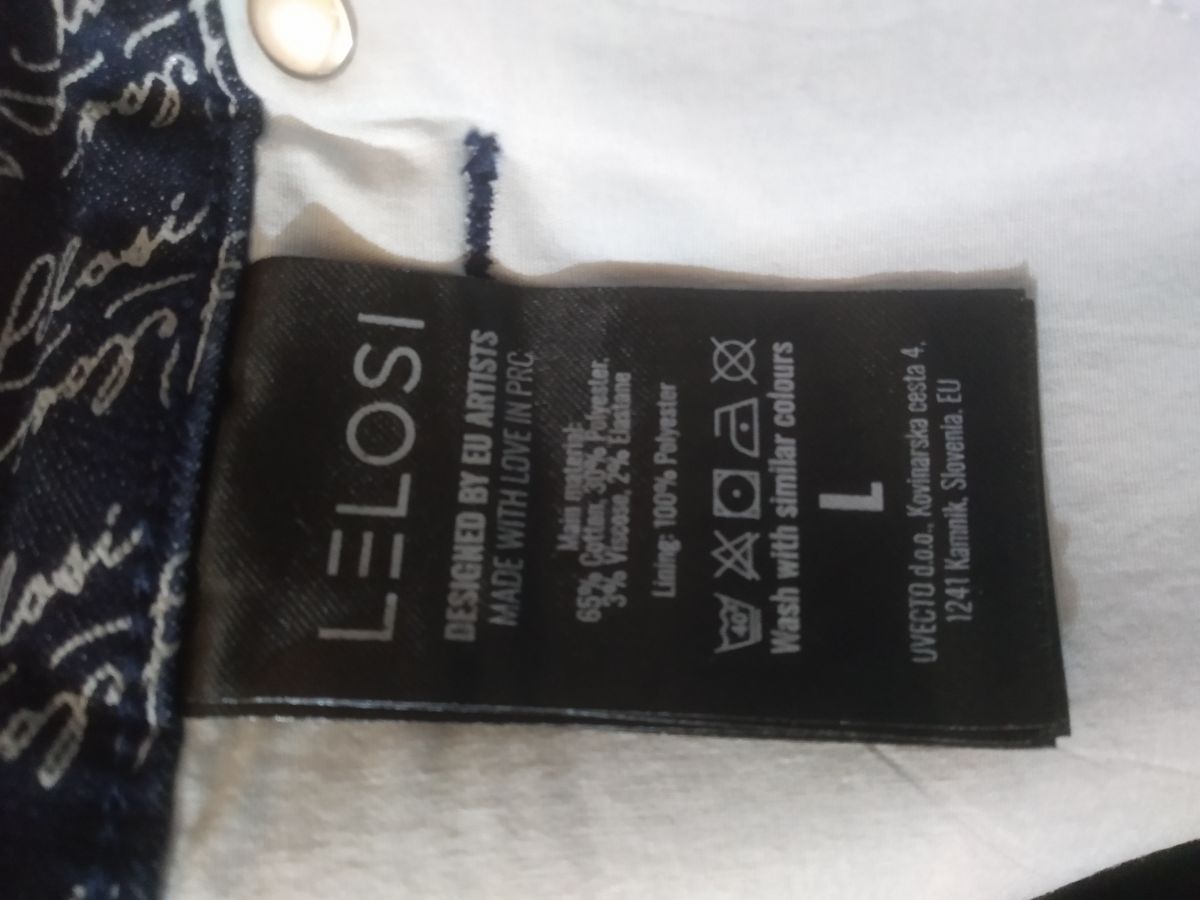 LELOSI
DESIGNED BY EU ARTISTS
MADE WITH LOVE IN PRC
Main material:
65% Cotton, 30% Polyester,
3% Viscose, 2% Elastane
Lining: 100% Polyester
40°
Wash with similar colours
L
UVECTO d.o.o., Kovinarska cesta 4,
1241 Kamnik, Slovenia, EU